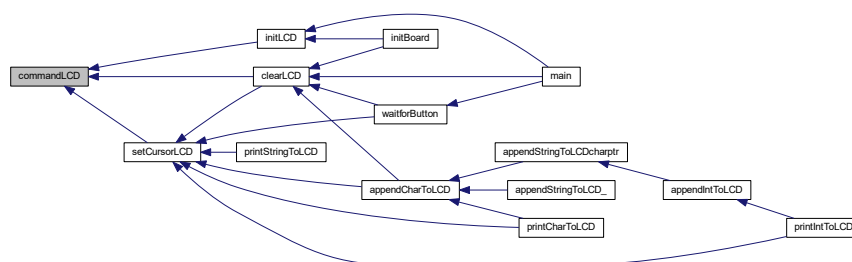 initLCD
initBoard
commandLCD
clearLCD
main
waitforButton
setCursorLCD
printStringToLCD
appendStringToLCDcharptr
appendCharToLCD
appendStringToLCD_
appendIntToLCD
printCharToLCD
printIntToLCD